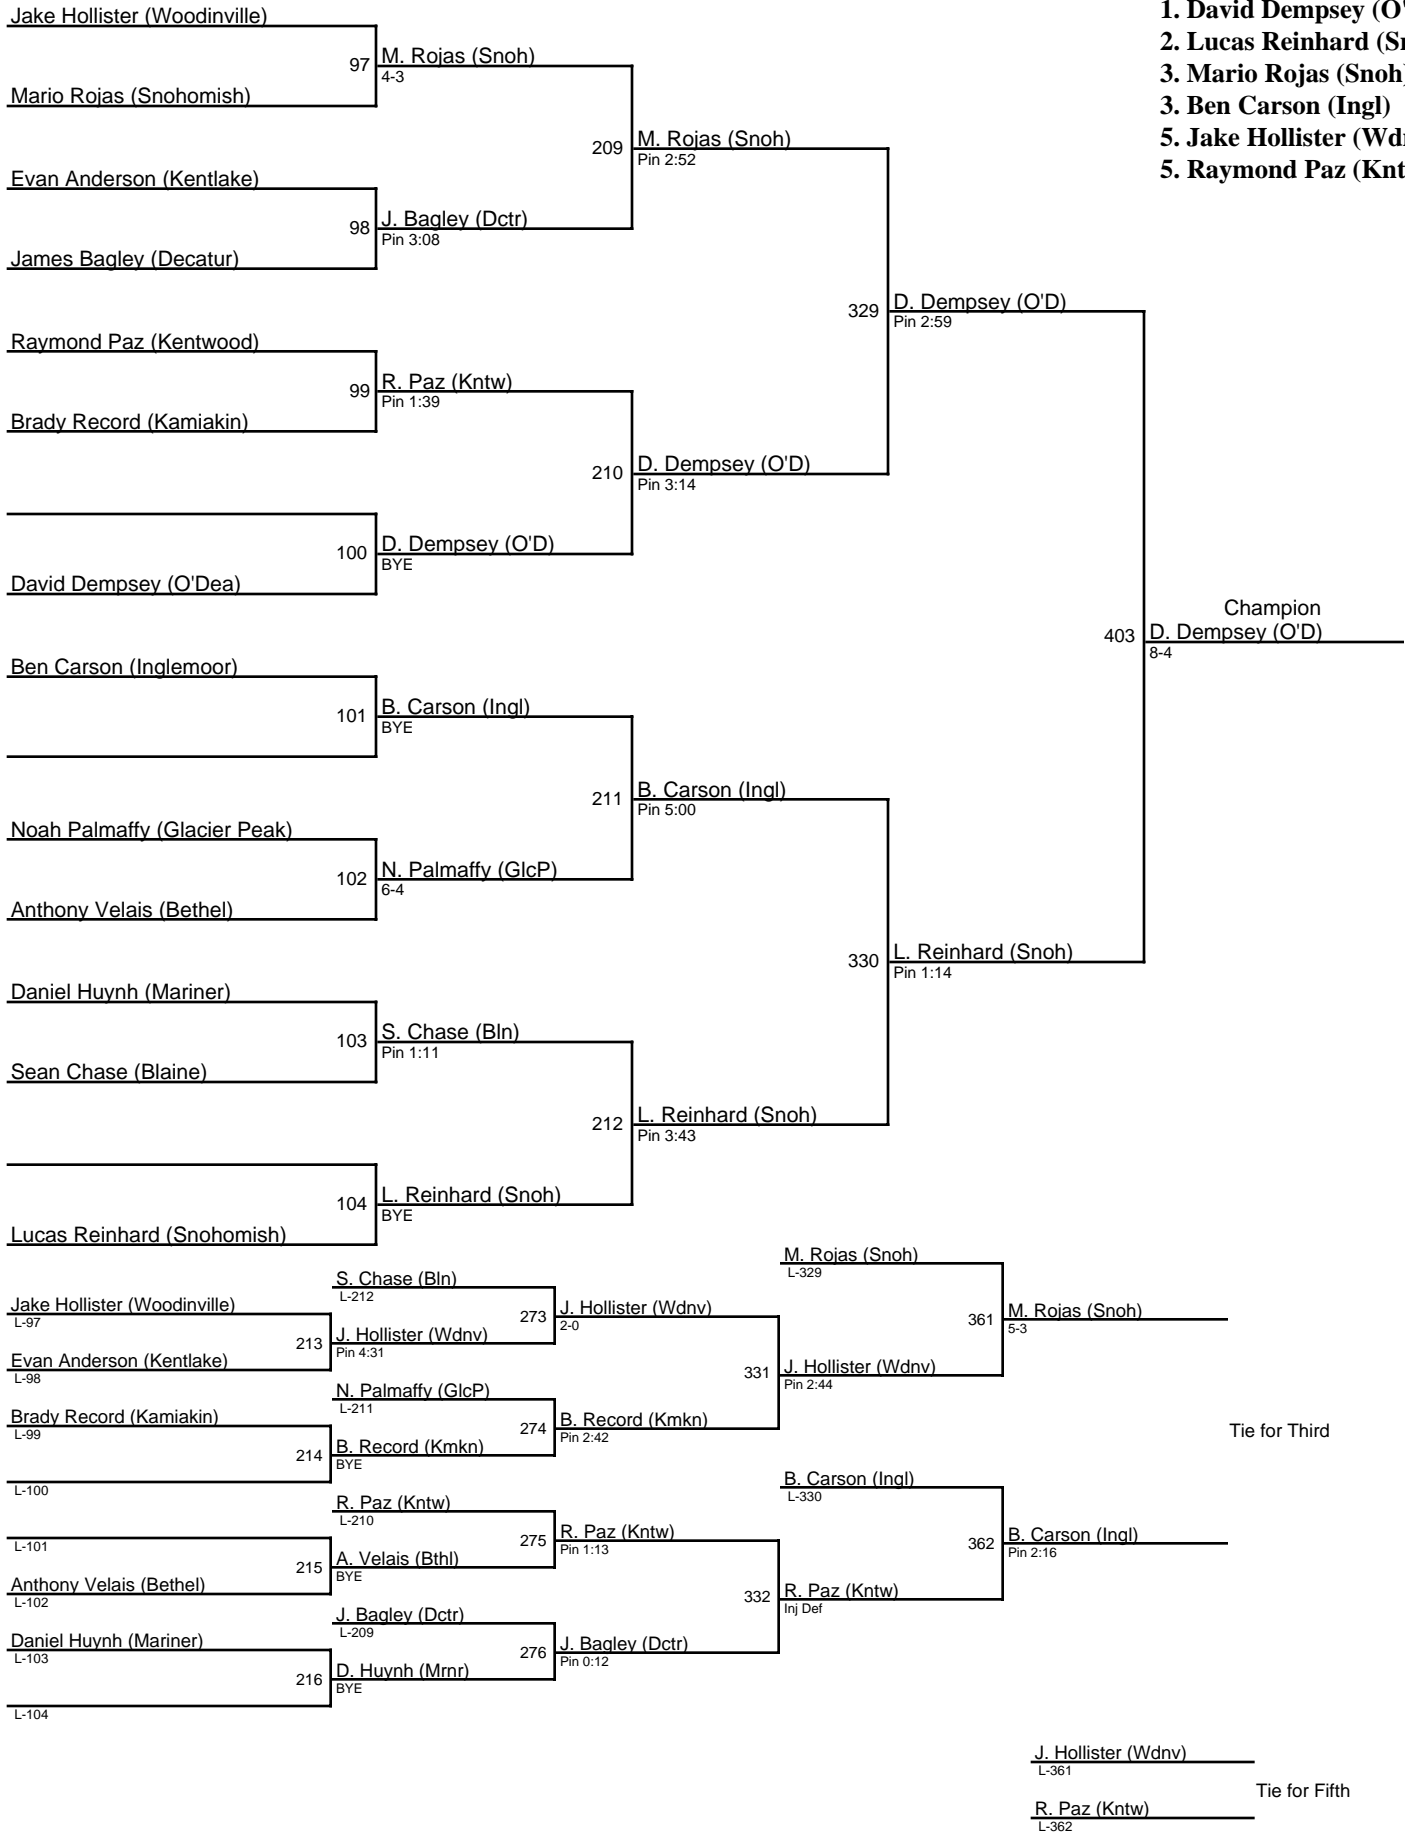 Jake Hollister (Woodinville)
97
M. Rojas (Snoh)
4-3
Mario Rojas (Snohomish)
209
M. Rojas (Snoh)
Pin 2:52
Evan Anderson (Kentlake)
98
J. Bagley (Dctr)
Pin 3:08
James Bagley (Decatur)
329
D. Dempsey (O'D)
Pin 2:59
Raymond Paz (Kentwood)
99
R. Paz (Kntw)
Pin 1:39
Brady Record (Kamiakin)
210
D. Dempsey (O'D)
Pin 3:14
100
D. Dempsey (O'D)
BYE
David Dempsey (O'Dea)
Champion
403
D. Dempsey (O'D)
8-4
Ben Carson (Inglemoor)
101
B. Carson (Ingl)
BYE
211
B. Carson (Ingl)
Pin 5:00
Noah Palmaffy (Glacier Peak)
102
N. Palmaffy (GlcP)
6-4
Anthony Velais (Bethel)
330
L. Reinhard (Snoh)
Pin 1:14
Daniel Huynh (Mariner)
103
S. Chase (Bln)
Pin 1:11
Sean Chase (Blaine)
212
L. Reinhard (Snoh)
Pin 3:43
104
L. Reinhard (Snoh)
BYE
Lucas Reinhard (Snohomish)
1. David Dempsey
2. Lucas Reinhard
3. Mario Rojas (Snoh)
3. Ben Carson (Ingl)
5. Jake Hollister
5. Raymond Paz
Jake Hollister (Woodinville)
L-97
213
J. Hollister (Wdnv)
Pin 4:31
Evan Anderson (Kentlake)
L-98
S. Chase (Bln)
L-212
273
J. Hollister (Wdnv)
2-0
Brady Record (Kamiakin)
L-99
214
B. Record (Kmkn)
BYE
L-100
N. Palmaffy (GlcP)
L-211
274
B. Record (Kmkn)
Pin 2:42
331
J. Hollister (Wdnv)
Pin 2:44
M. Rojas (Snoh)
L-329
361
M. Rojas (Snoh)
5-3
Tie for Third
L-101
215
A. Velais (Bthl)
BYE
Anthony Velais (Bethel)
L-102
R. Paz (Kntw)
L-210
275
R. Paz (Kntw)
Pin 1:13
Daniel Huynh (Mariner)
L-103
216
D. Huynh (Mrnr)
BYE
L-104
J. Bagley (Dctr)
L-209
276
J. Bagley (Dctr)
Pin 0:12
332
R. Paz (Kntw)
Inj Def
B. Carson (Ingl)
L-330
362
B. Carson (Ingl)
Pin 2:16
J. Hollister (Wdnv)
L-361
Tie for Fifth
R. Paz (Kntw)
L-362